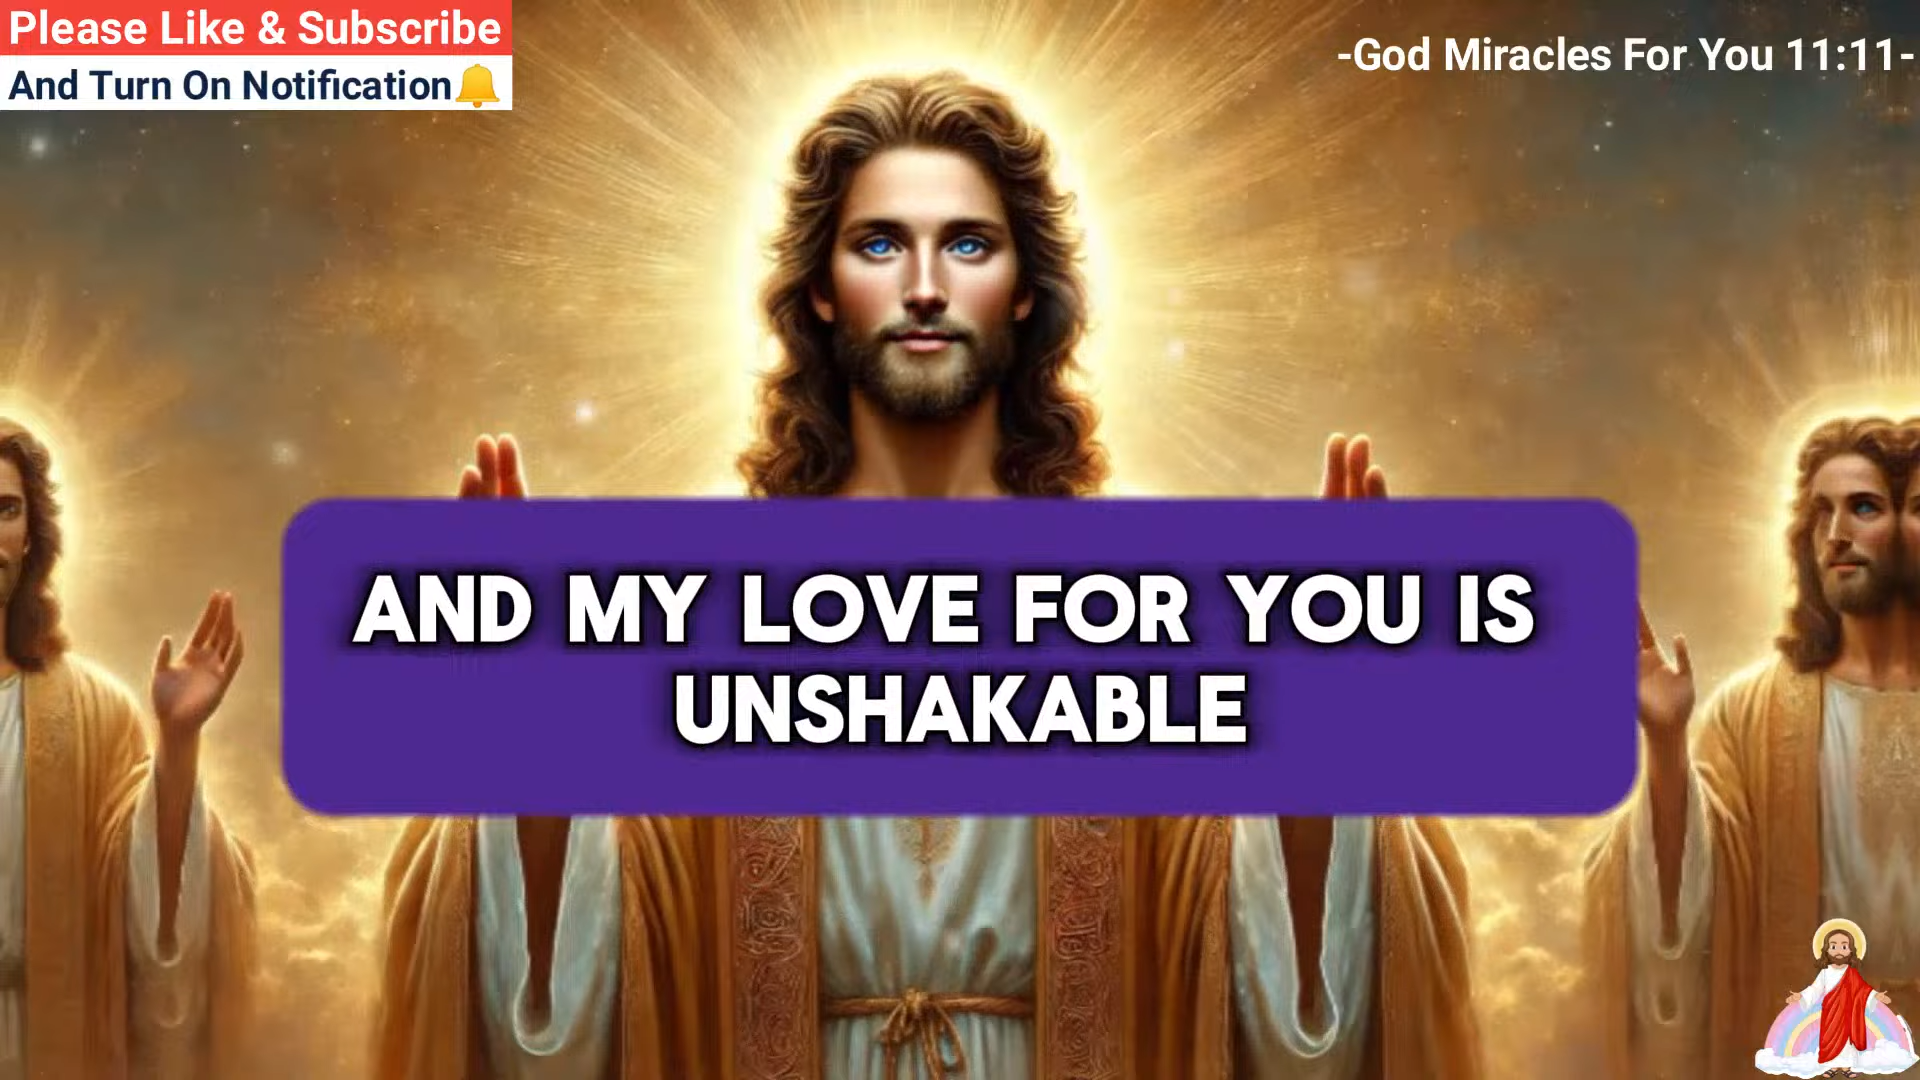 Please Like & Subscribe
And Turn On Notification🔔
-God Miracles For You 11:11-
AND MY LOVE FOR YOU IS
UNSHAKABLE